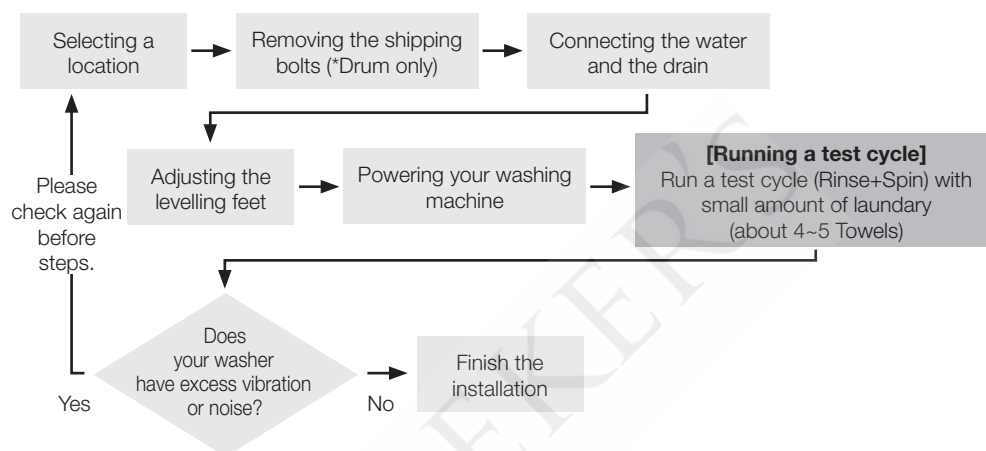 Selecting a
location
Removing the shipping
bolts (*Drum only)
Connecting the water
and the drain
Adjusting the
levelling feet
Powering your washing
machine
[Running a test cycle]
Run a test cycle (Rinse+Spin) with
small amount of laundary
(about 4~5 Towels)
Please
check again
before
steps.
Does
your washer
have excess vibration
or noise?
Yes
No
Finish the
installation